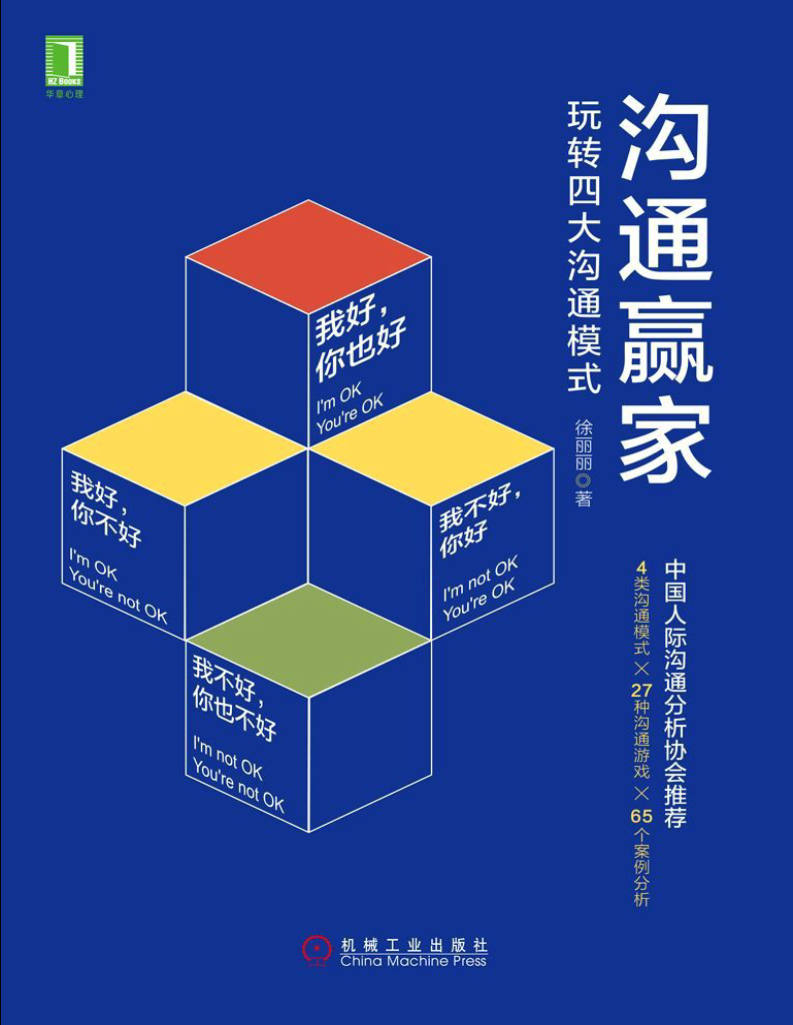 HZ BOOKS
华章心理
沟通赢家
玩转四大沟通模式
徐丽丽◎著
我好，
你也好
I'm OK
You're OK
我好，
你不好
I'm OK
You're not OK
我不好，
你好
I'm not OK
You're OK
我不好，
你也不好
I'm not OK
You're not OK
中国人际沟通分析协会推荐
4类沟通模式×27种沟通游戏×65个案例分析
机械工业出版社
China Machine Press